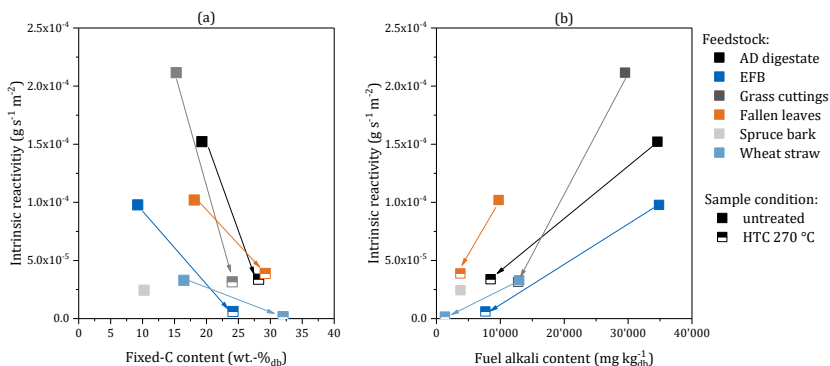 (a)
(b)
2.5x10⁻⁴
2.0x10⁻⁴
1.5x10⁻⁴
1.0x10⁻⁴
5.0x10⁻⁵
0.0
Intrinsic reactivitiy (g s⁻¹ m⁻²)
0 5 10 15 20 25 30 35 40
Fixed-C content (wt.-%db)
2.5x10⁻⁴
2.0x10⁻⁴
1.5x10⁻⁴
1.0x10⁻⁴
5.0x10⁻⁵
0.0
Intrinsic reactivity (g s⁻¹ m⁻²)
0 10'000 20'000 30'000 40'000
Fuel alkali content (mg kg⁻¹db)
Feedstock:
AD digestate
EFB
Grass cuttings
Fallen leaves
Spruce bark
Wheat straw
Sample condition:
untreated
HTC 270 °C